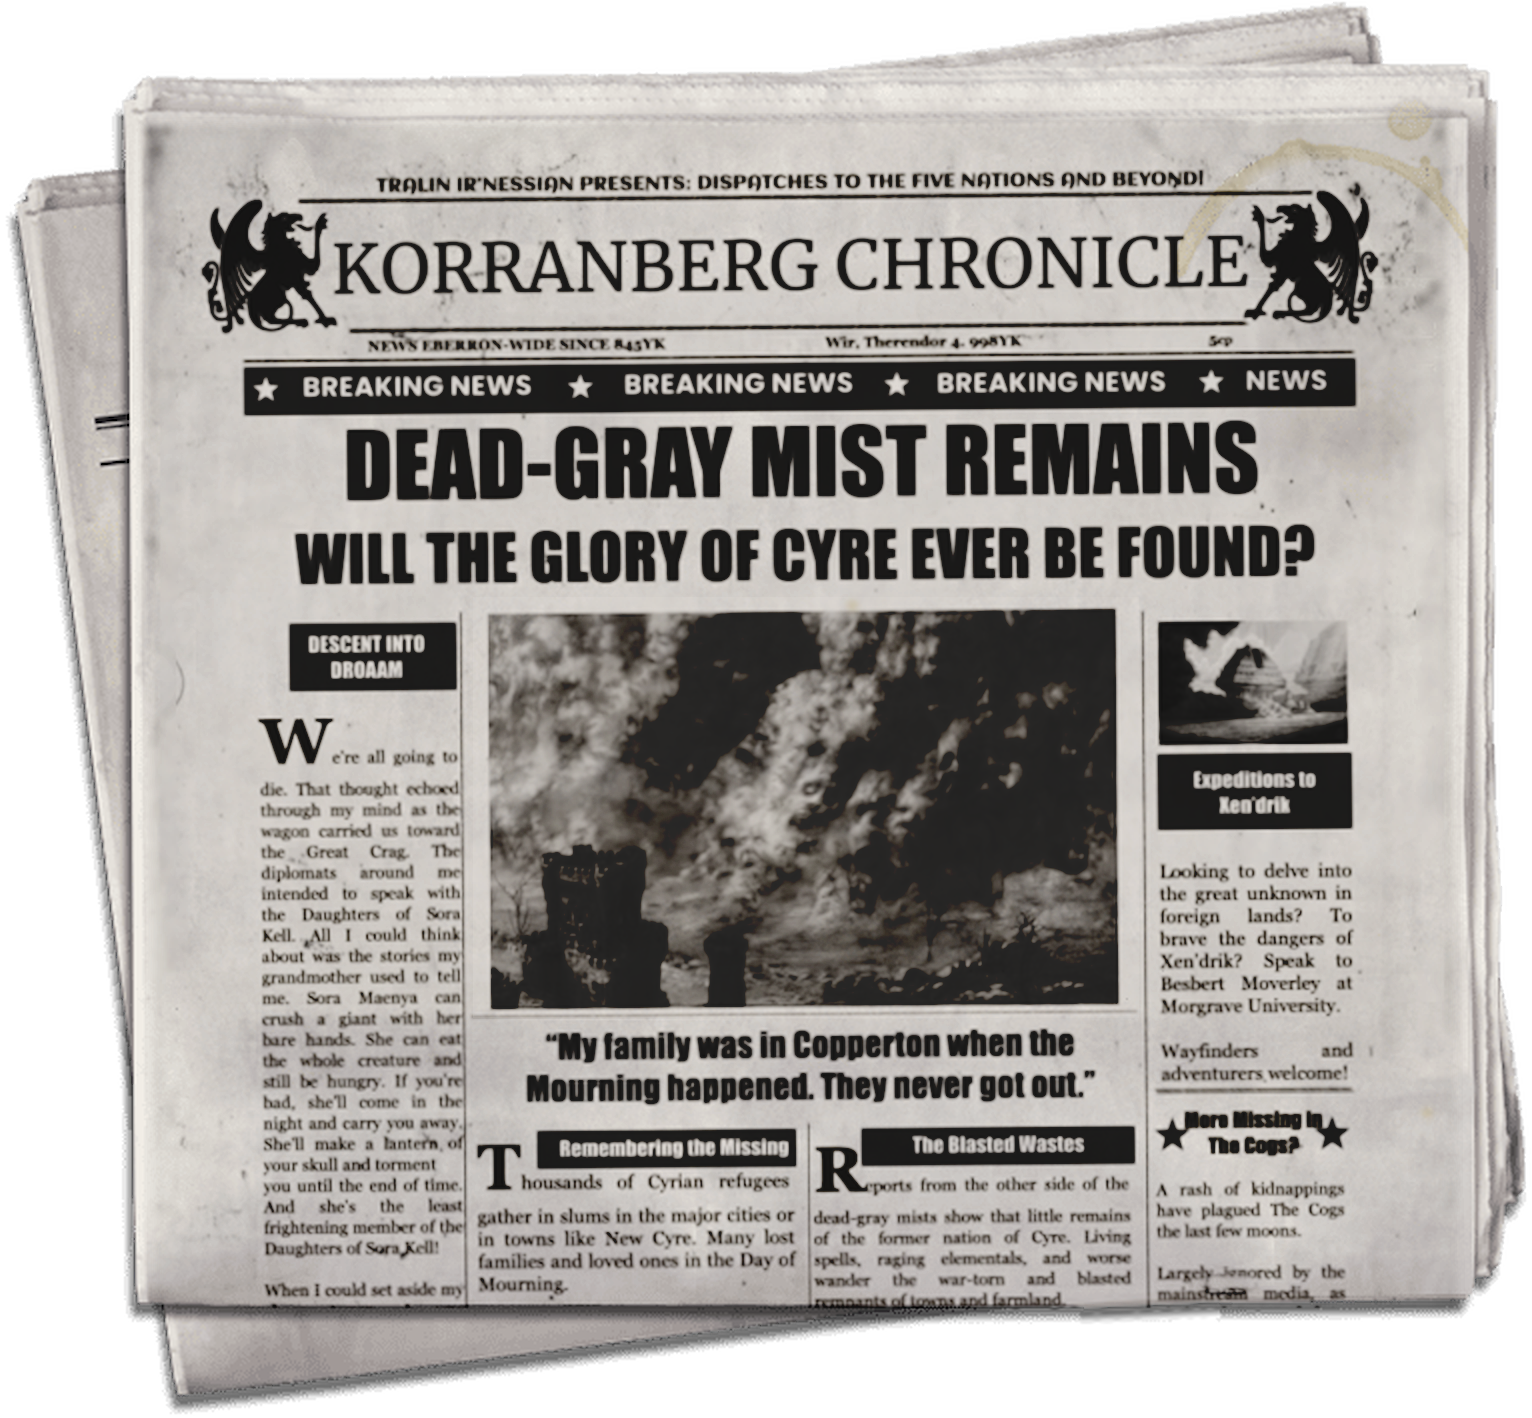 TRALIN IR'NESSIAN PRESENTS: DISPATCHES TO THE FIVE NATIONS AND BEYOND!
KORRANBERG CHRONICLE
NEWS EBERRON-WIDE SINCE 845YK
Wir, Therendor 4, 998YK
5cp
★ BREAKING NEWS ★ BREAKING NEWS ★ BREAKING NEWS ★ NEWS
DEAD-GRAY MIST REMAINS
WILL THE GLORY OF CYRE EVER BE FOUND?
DESCENT INTO
DROAAM
We're all going to
die. That thought echoed
through my mind as the
wagon carried us toward
the Great Crag. The
diplomats around me
intended to speak with
the Daughters of Sora
Kell. All I could think
about was the stories my
grandmother used to tell
me. Sora Maenya can
crush a giant with her
bare hands. She can eat
the whole creature and
still be hungry. If you're
bad, she'll come in the
night and carry you away.
She'll make a lantern of
your skull and torment
you until the end of time.
And she's the least
frightening member of the
Daughters of Sora Kell!
When I could set aside my
"My family was in Copperton when the
Mourning happened. They never got out."
Remembering the Missing
Thousands of Cyrian refugees
gather in slums in the major cities or
in towns like New Cyre. Many lost
families and loved ones in the Day of
Mourning.
The Blasted Wastes
Reports from the other side of the
dead-gray mists show that little remains
of the former nation of Cyre. Living
spells, raging elementals, and worse
wander the war-torn and blasted
remnants of towns and farmland.
Expeditions to
Xen'drik
Looking to delve into
the great unknown in
foreign lands? To
brave the dangers of
Xen'drik? Speak to
Besbert Moverley at
Morgrave University.
Wayfinders and
adventurers welcome!
More Missing in
The Cogs?
A rash of kidnappings
have plagued The Cogs
the last few moons.
Largely ignored by the
mainstream media, as